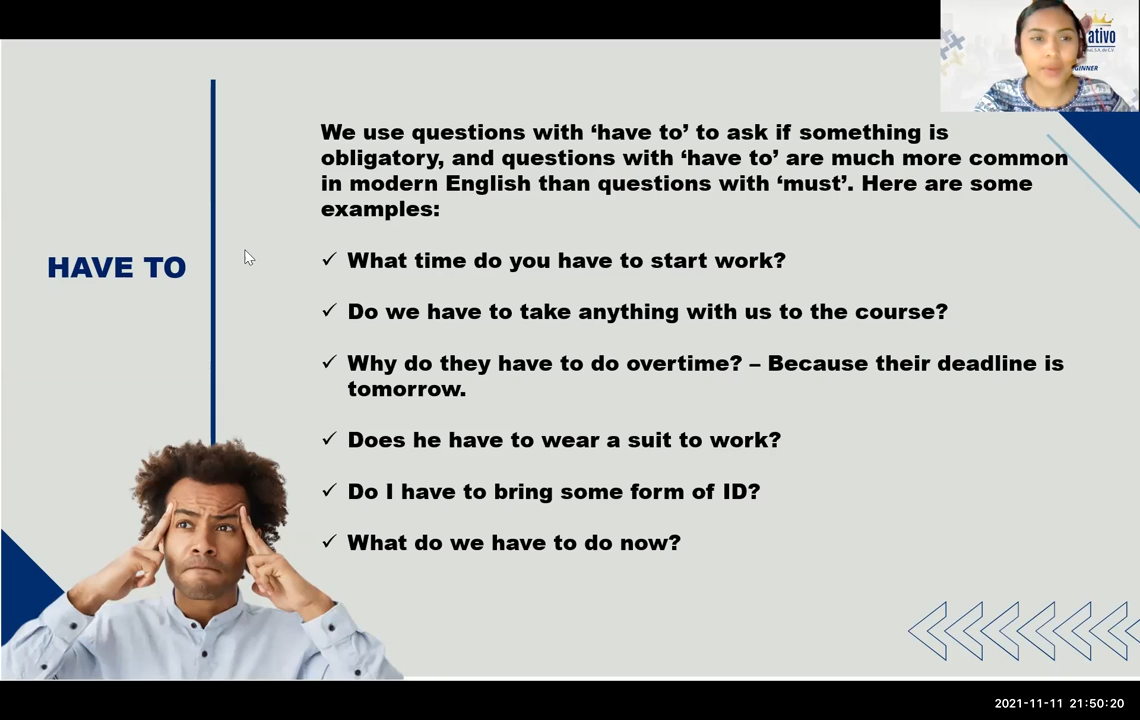 ativo
GINNER
We use questions with ‘have to’ to ask if something is
obligatory, and questions with ‘have to’ are much more common
in modern English than questions with ‘must’. Here are some
examples:
HAVE TO
✓ What time do you have to start work?
✓ Do we have to take anything with us to the course?
✓ Why do they have to do overtime? – Because their deadline is
tomorrow.
✓ Does he have to wear a suit to work?
✓ Do I have to bring some form of ID?
✓ What do we have to do now?
2021-11-11 21:50:20